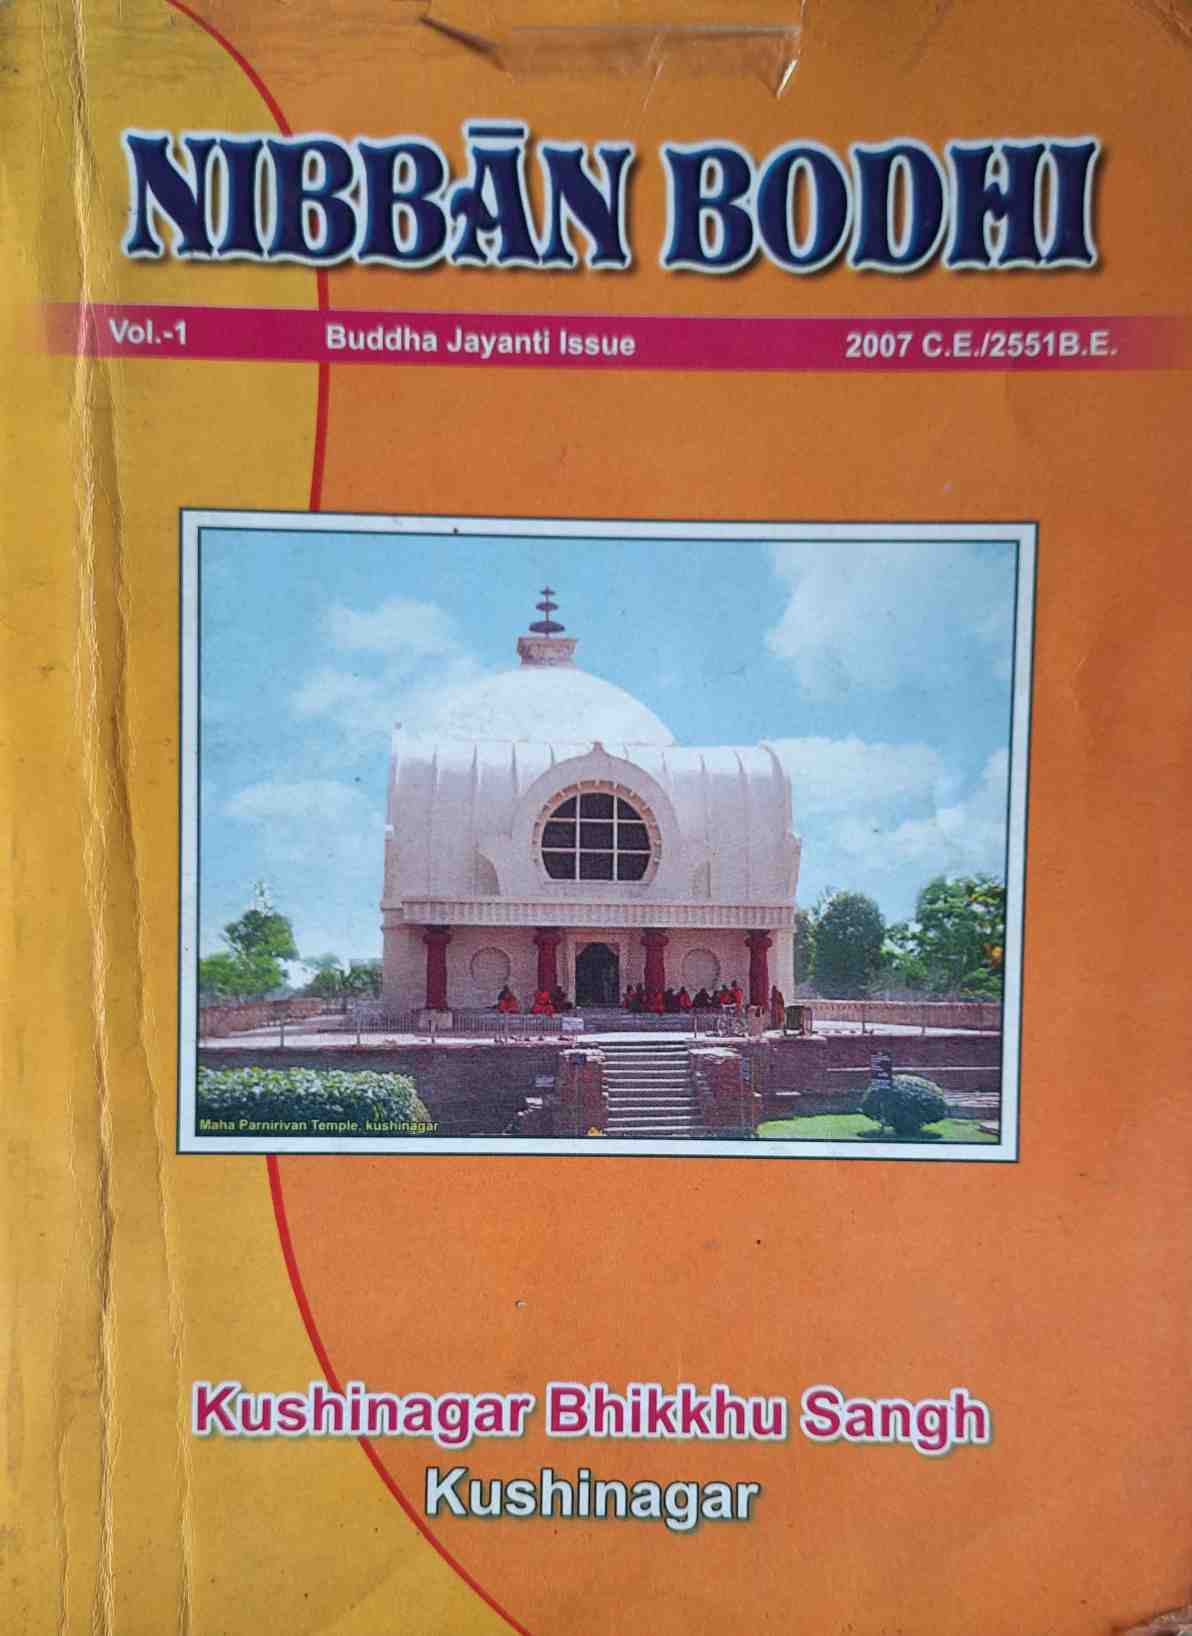 NIBBĀN BODHI
Vol.-1 Buddha Jayanti Issue 2007 C.E./2551B.E.
Maha Parnirivan Temple, kushinagar
Kushinagar Bhikkhu Sangh
Kushinagar